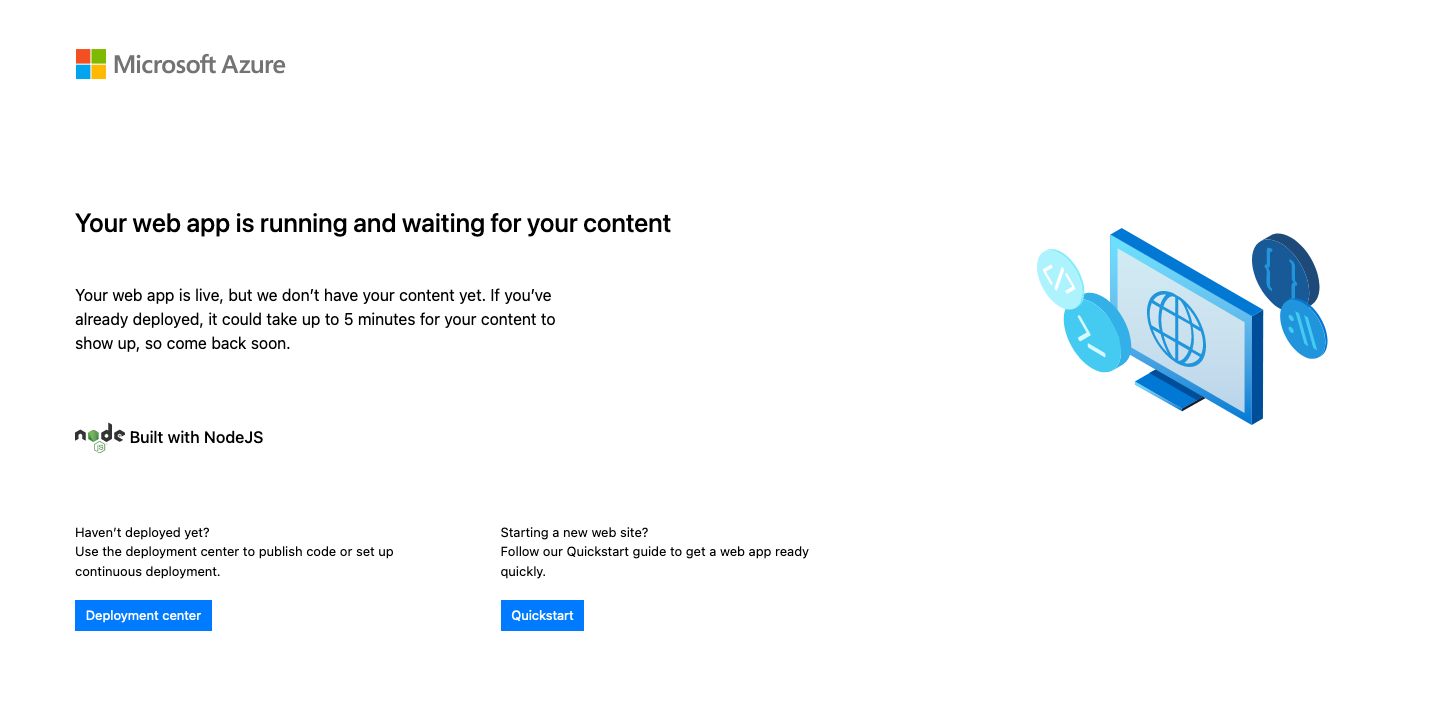 Microsoft Azure
Your web app is running and waiting for your content
Your web app is live, but we don’t have your content yet. If you’ve
already deployed, it could take up to 5 minutes for your content to
show up, so come back soon.
node
JS
Built with NodeJS
Haven’t deployed yet?
Use the deployment center to publish code or set up
continuous deployment.
Deployment center
Starting a new web site?
Follow our Quickstart guide to get a web app ready
quickly.
Quickstart